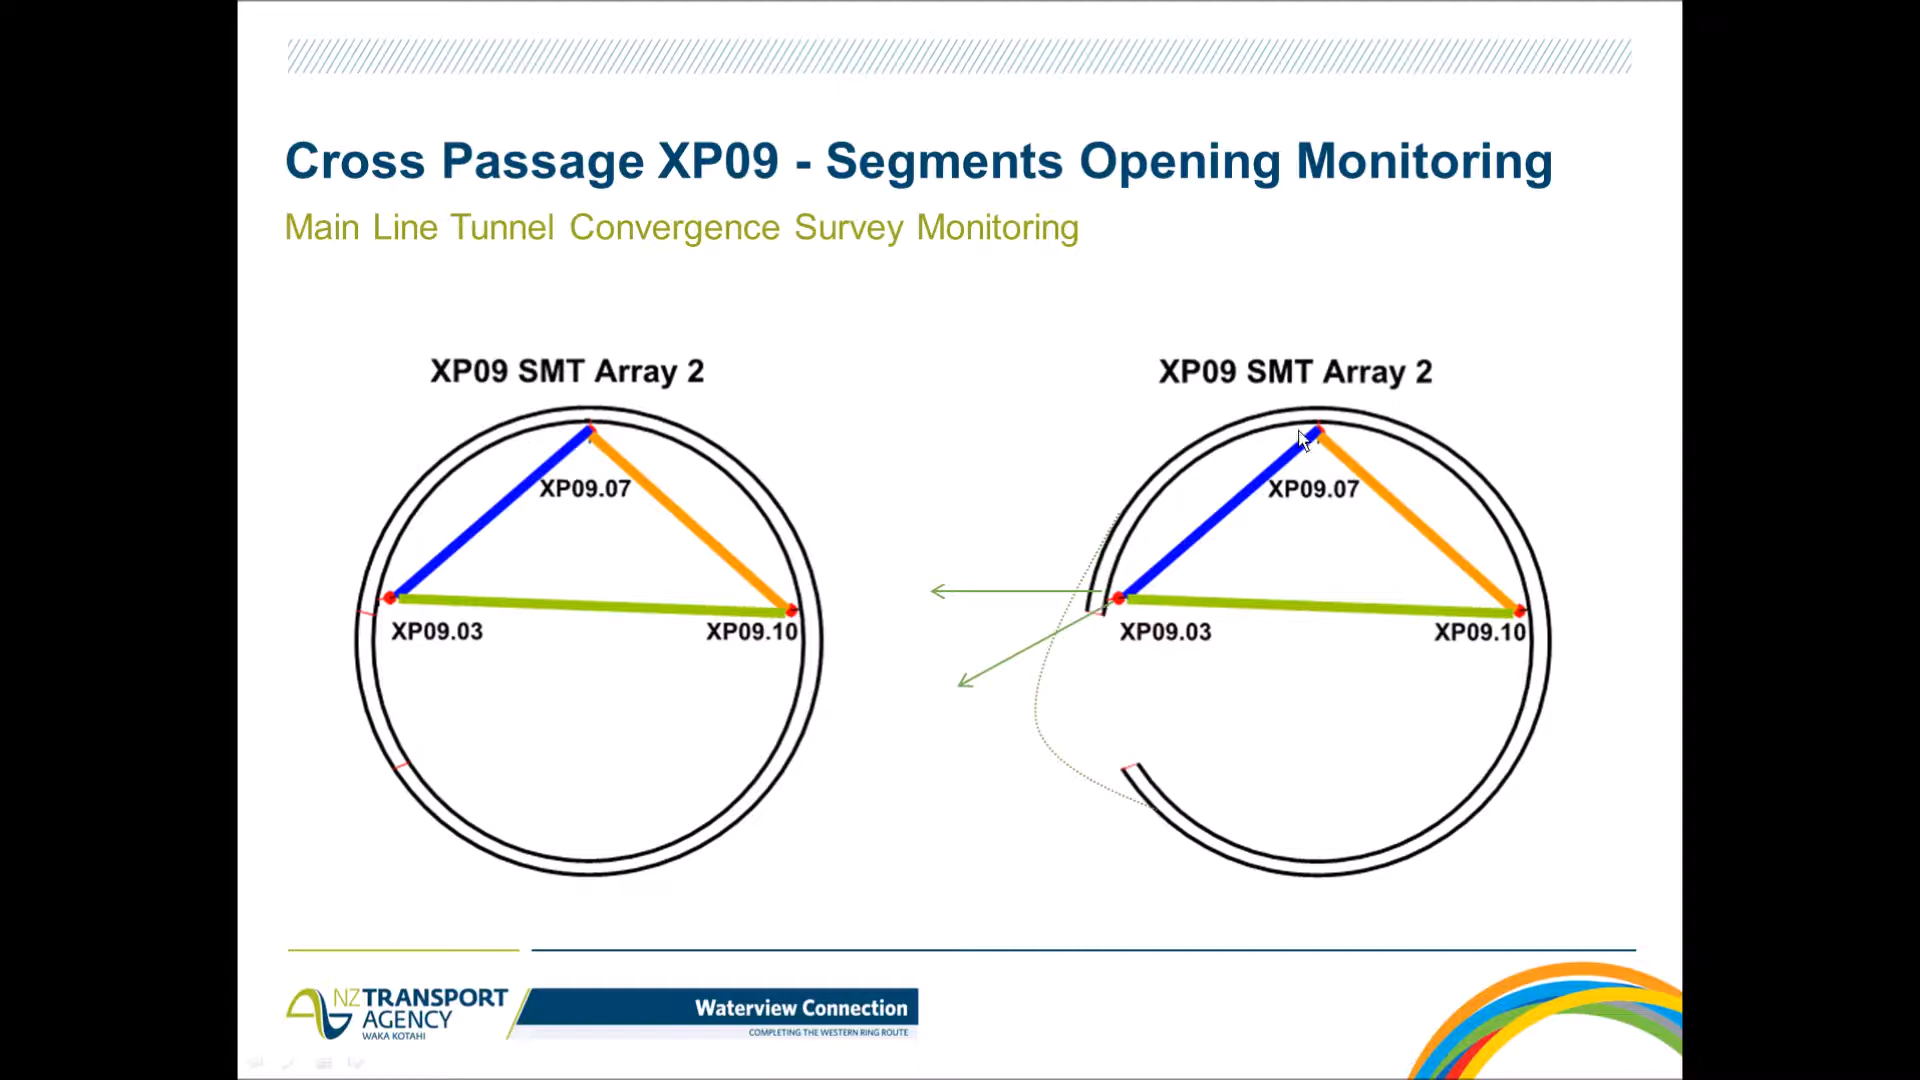 Cross Passage XP09 - Segments Opening Monitoring
Main Line Tunnel Convergence Survey Monitoring
XP09 SMT Array 2
XP09.07
XP09.03
XP09.10
XP09 SMT Array 2
XP09.07
XP09.03
XP09.10
NZTRANSPORT
AGENCY
WAKA KOTAHI
Waterview Connection
COMPLETING THE WESTERN RING ROUTE